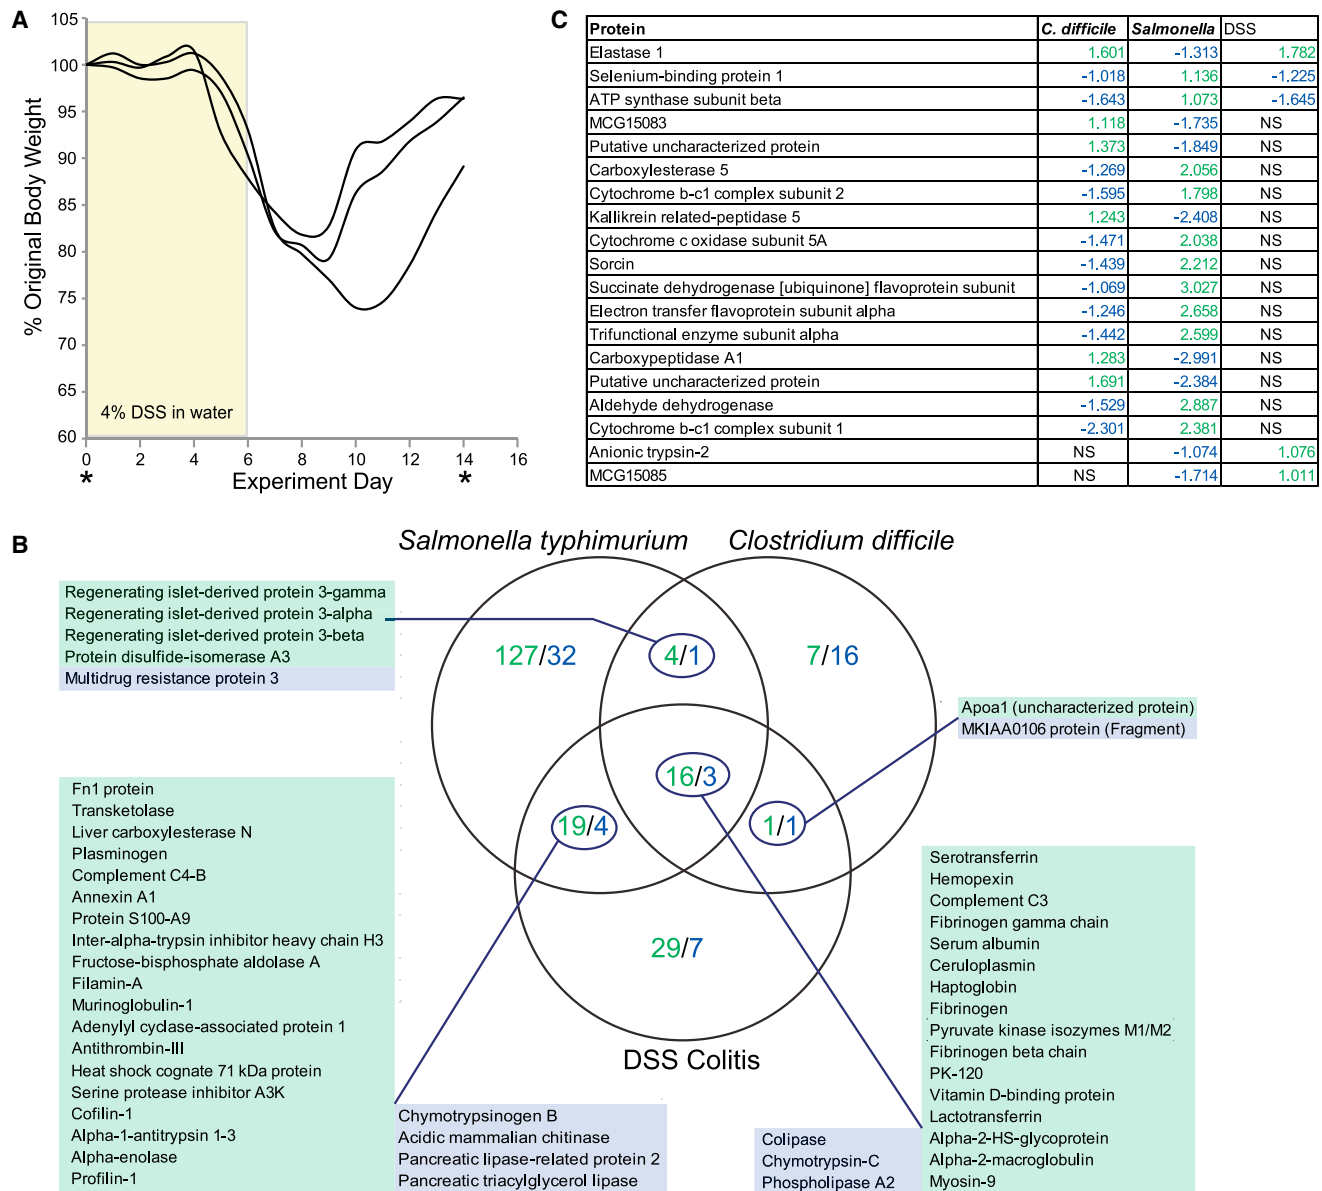 A
105
100
95
90
85
80
75
70
65
60
% Original Body Weight
4% DSS in water
0 2 4 6 8 10 12 14 16
* Experiment Day *
C
Protein C. difficile Salmonella DSS
Elastase 1 1.601 -1.313 1.782
Selenium-binding protein 1 -1.018 1.136 -1.225
ATP synthase subunit beta -1.643 1.073 -1.645
MCG15083 1.118 -1.735 NS
Putative uncharacterized protein 1.373 -1.849 NS
Carboxylesterase 5 -1.269 2.056 NS
Cytochrome b-c1 complex subunit 2 -1.595 1.798 NS
Kallikrein related-peptidase 5 1.243 -2.408 NS
Cytochrome c oxidase subunit 5A -1.471 2.038 NS
Sorcin -1.439 2.212 NS
Succinate dehydrogenase [ubiquinone] flavoprotein subunit -1.069 3.027 NS
Electron transfer flavoprotein subunit alpha -1.246 2.658 NS
Trifunctional enzyme subunit alpha -1.442 2.599 NS
Carboxypeptidase A1 1.283 -2.991 NS
Putative uncharacterized protein 1.691 -2.384 NS
Aldehyde dehydrogenase -1.529 2.887 NS
Cytochrome b-c1 complex subunit 1 -2.301 2.381 NS
Anionic trypsin-2 NS -1.074 1.076
MCG15085 NS -1.714 1.011
B
Salmonella typhimurium Clostridium difficile
Regenerating islet-derived protein 3-gamma
Regenerating islet-derived protein 3-alpha
Regenerating islet-derived protein 3-beta
Protein disulfide-isomerase A3
Multidrug resistance protein 3
127/32 4/1 7/16
Apoa1 (uncharacterized protein)
MKIAA0106 protein (Fragment)
16/3
19/4 1/1
29/7
DSS Colitis
Fn1 protein
Transketolase
Liver carboxylesterase N
Plasminogen
Complement C4-B
Annexin A1
Protein S100-A9
Inter-alpha-trypsin inhibitor heavy chain H3
Fructose-bisphosphate aldolase A
Filamin-A
Murinoglobulin-1
Adenylyl cyclase-associated protein 1
Antithrombin-III
Heat shock cognate 71 kDa protein
Serine protease inhibitor A3K
Cofilin-1
Alpha-1-antitrypsin 1-3
Alpha-enolase
Profilin-1
Chymotrypsinogen B
Acidic mammalian chitinase
Pancreatic lipase-related protein 2
Pancreatic triacylglycerol lipase
Colipase
Chymotrypsin-C
Phospholipase A2
Serotransferrin
Hemopexin
Complement C3
Fibrinogen gamma chain
Serum albumin
Ceruloplasmin
Haptoglobin
Fibrinogen
Pyruvate kinase isozymes M1/M2
Fibrinogen beta chain
PK-120
Vitamin D-binding protein
Lactotransferrin
Alpha-2-HS-glycoprotein
Alpha-2-macroglobulin
Myosin-9